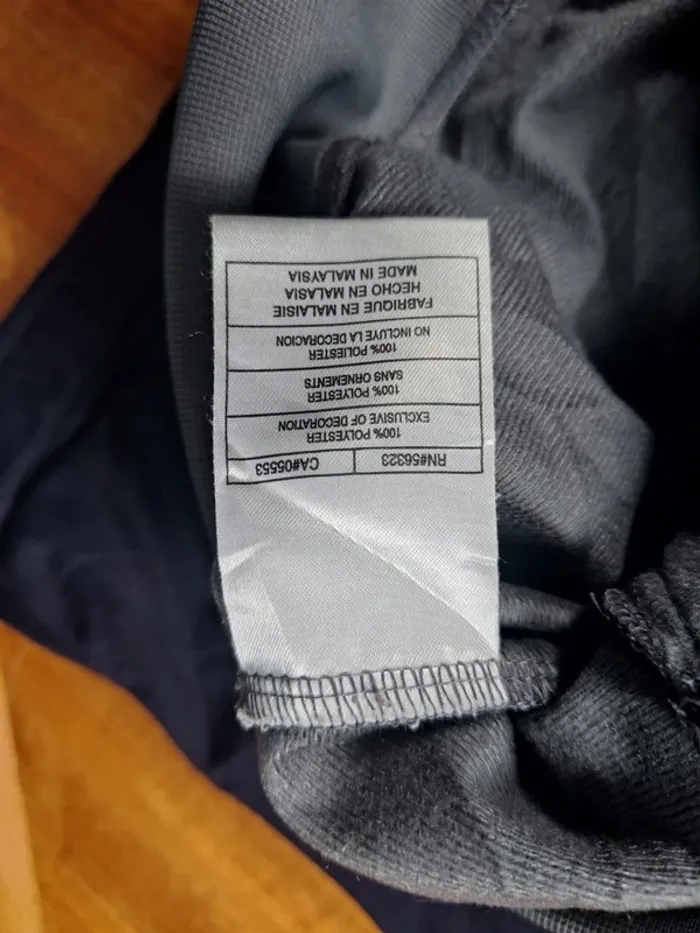 RN#56323 CA#05553
100% POLYESTER
EXCLUSIVE OF DECORATION
100% POLYESTER
SANS ORNEMENTS
100% POLIESTER
NO INCLUYE LA DECORACION
FABRIQUE EN MALAISIE
HECHO EN MALASIA
MADE IN MALAYSIA